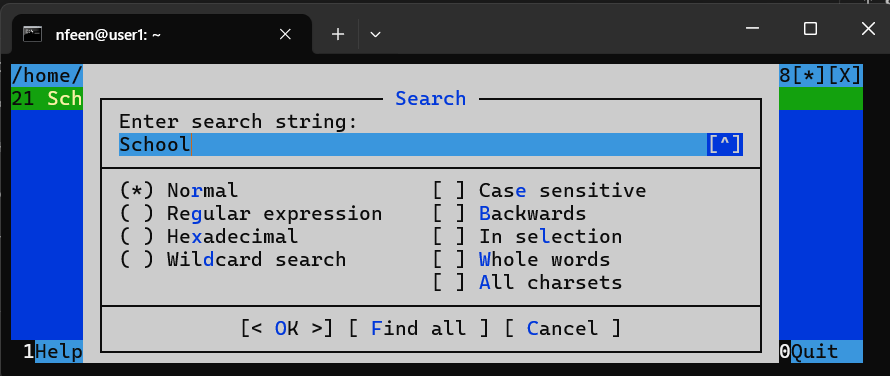 nfeen@user1: ~
/home/ 8[*][X]
21 Sch
Search
Enter search string:
School [^]
(*) Normal [ ] Case sensitive
( ) Regular expression [ ] Backwards
( ) Hexadecimal [ ] In selection
( ) Wildcard search [ ] Whole words
[ ] All charsets
[< OK >] [ Find all ] [ Cancel ]
1Help 0Quit